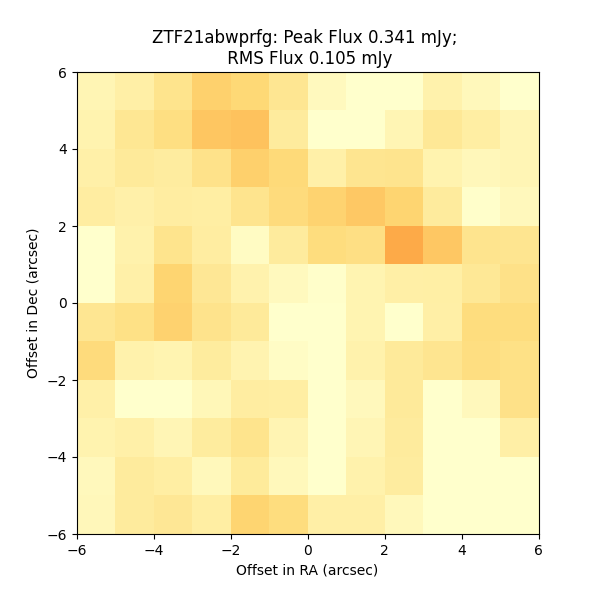 ZTF21abwprfg: Peak Flux 0.341 mJy;
RMS Flux 0.105 mJy
6
4
2
0
−2
−4
−6
Offset in Dec (arcsec)
−6 −4 −2 0 2 4 6
Offset in RA (arcsec)